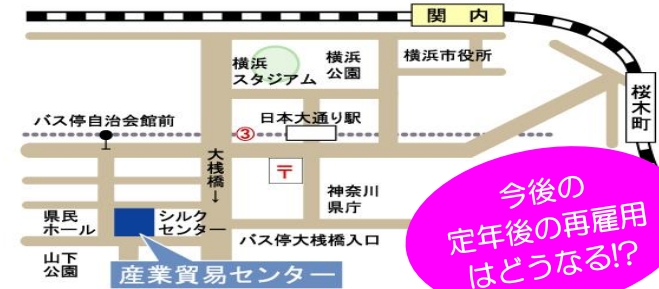 関内
横浜
スタジアム
横浜
公園
横浜市役所
桜木町
バス停自治会館前
③
日本大通り駅
大桟橋↓
〒
神奈川
県庁
県民
ホール
シルク
センター
バス停大桟橋入口
山下
公園
産業貿易センター
今後の
定年後の再雇用
はどうなる!?